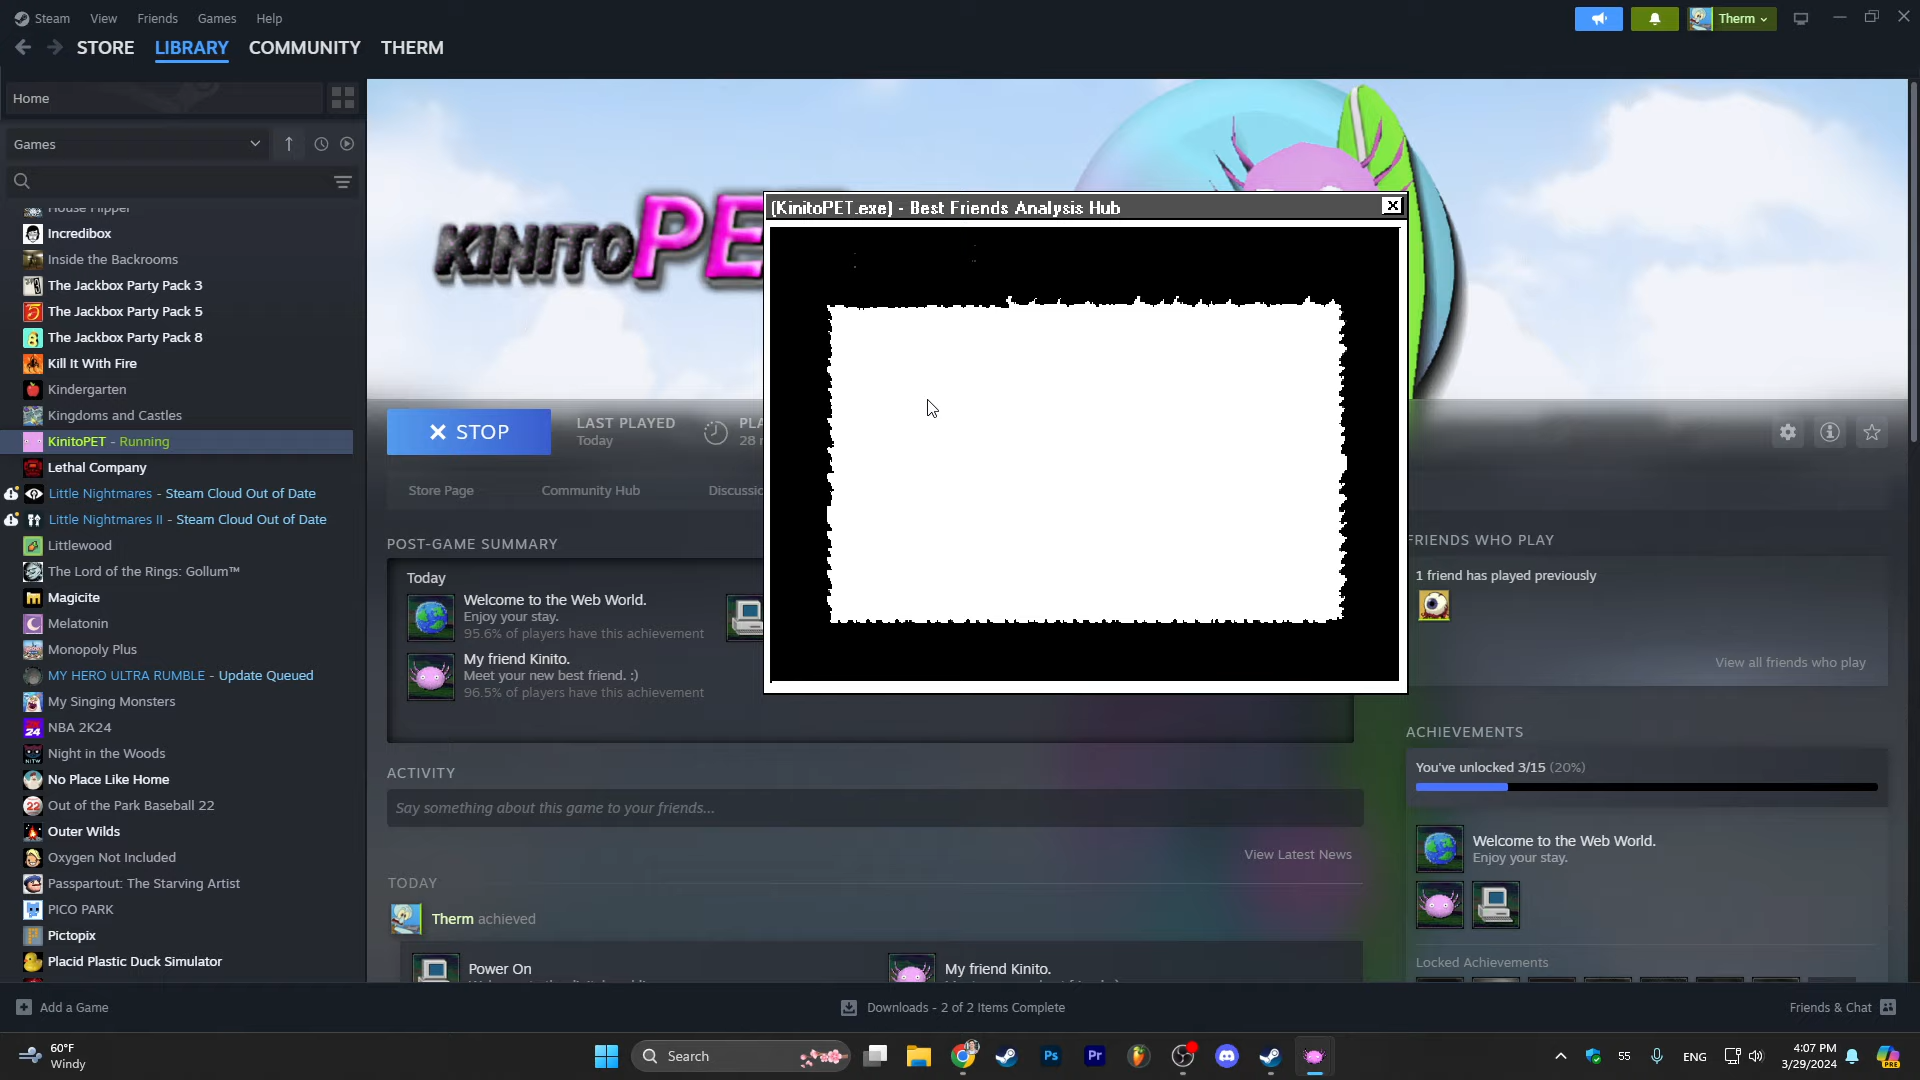 Steam View Friends Games Help
Therm
STORE LIBRARY COMMUNITY THERM
Home
Games
House Flipper
Incredibox
Inside the Backrooms
The Jackbox Party Pack 3
The Jackbox Party Pack 5
The Jackbox Party Pack 8
Kill It With Fire
Kindergarten
Kingdoms and Castles
KinitoPET - Running
Lethal Company
Little Nightmares - Steam Cloud Out of Date
Little Nightmares II - Steam Cloud Out of Date
Littlewood
The Lord of the Rings: Gollum™
Magicite
Melatonin
Monopoly Plus
MY HERO ULTRA RUMBLE - Update Queued
My Singing Monsters
NBA 2K24
Night in the Woods
No Place Like Home
Out of the Park Baseball 22
Outer Wilds
Oxygen Not Included
Passpartout: The Starving Artist
PICO PARK
Pictopix
Placid Plastic Duck Simulator
KINITOPE
(KinitoPET.exe) - Best Friends Analysis Hub
STOP
LAST PLAYED
Today
28
Store Page Community Hub
POST-GAME SUMMARY
Today
Welcome to the Web World.
Enjoy your stay.
95.6% of players have this achievement
My friend Kinito.
Meet your new best friend. :)
96.5% of players have this achievement
ACTIVITY
Say something about this game to your friends...
View Latest News
TODAY
Therm achieved
Power On
My friend Kinito.
FRIENDS WHO PLAY
1 friend has played previously
View all friends who play
ACHIEVEMENTS
You've unlocked 3/15 (20%)
Welcome to the Web World.
Enjoy your stay.
Locked Achievements
Add a Game
Downloads - 2 of 2 Items Complete
Friends & Chat
60°F
Windy
Search
Ps
Pr
55
ENG
4:07 PM
3/29/2024
PRE